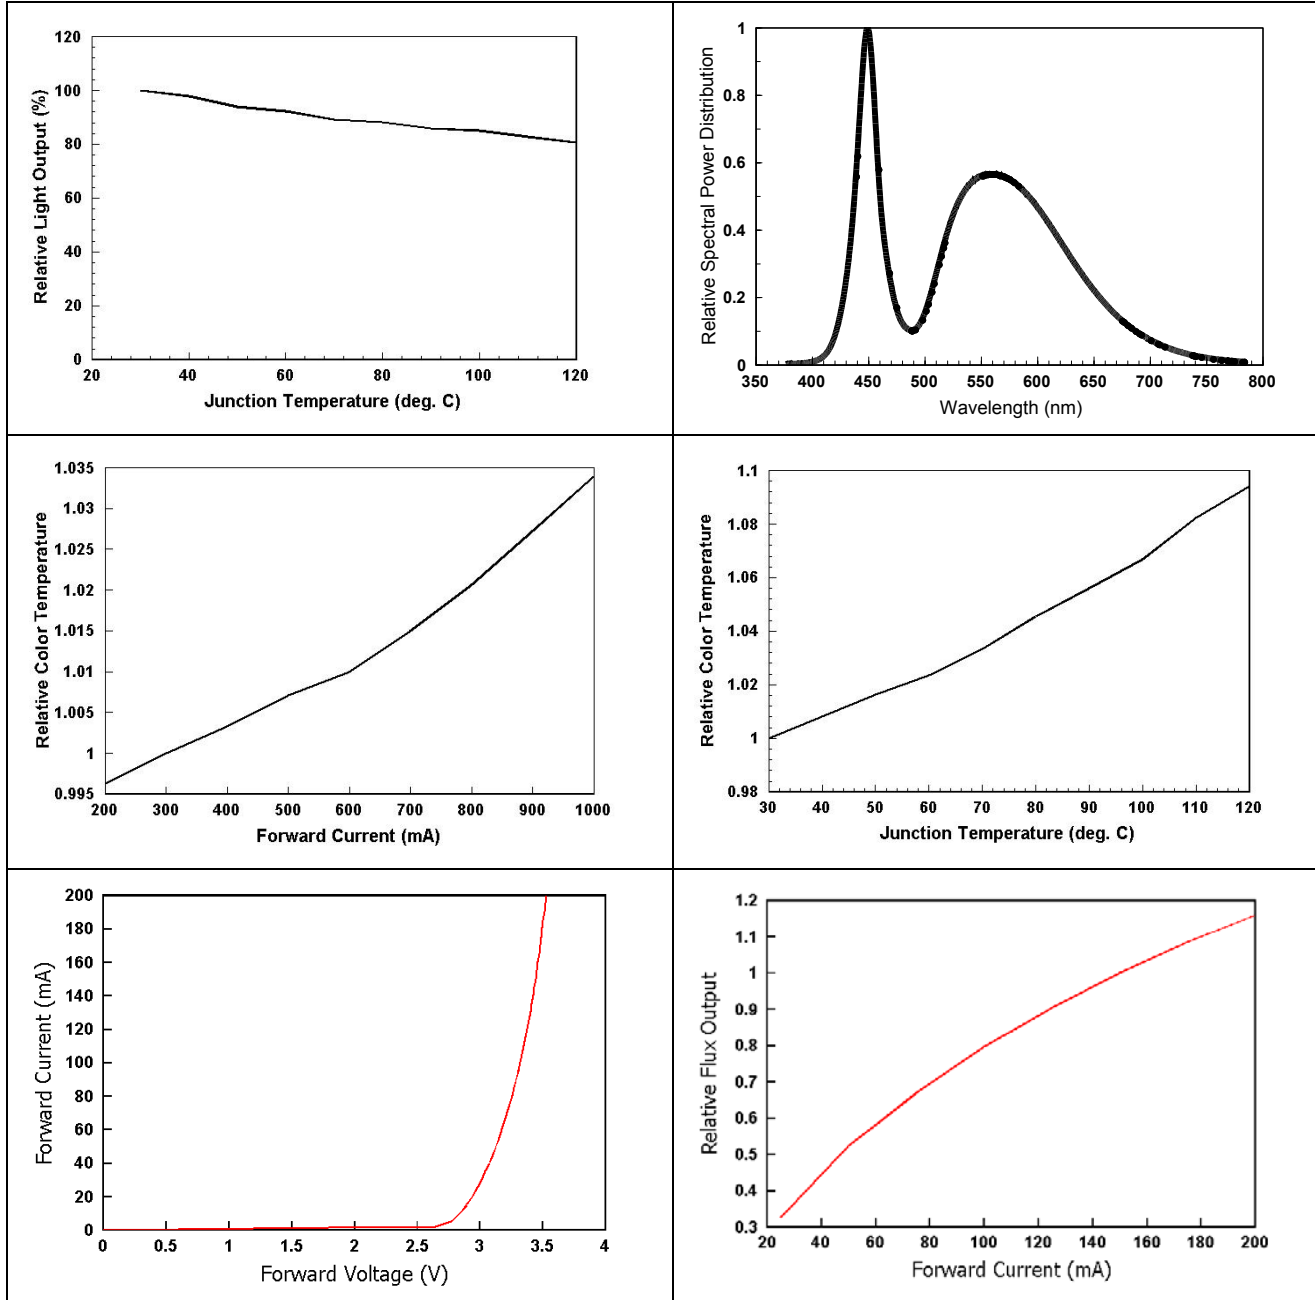 120
100
80
60
40
20
0
20 40 60 80 100 120
Relative Light Output (%)
Junction Temperature (deg. C)
1
0.8
0.6
0.4
0.2
0
350 400 450 500 550 600 650 700 750 800
Relative Spectral Power Distribution
Wavelength (nm)
1.035
1.03
1.025
1.02
1.015
1.01
1.005
1
0.995
200 300 400 500 600 700 800 900 1000
Relative Color Temperature
Forward Current (mA)
1.1
1.08
1.06
1.04
1.02
1
0.98
30 40 50 60 70 80 90 100 110 120
Relative Color Temperature
Junction Temperature (deg. C)
200
180
160
140
120
100
80
60
40
20
0
0 0.5 1 1.5 2 2.5 3 3.5 4
Forward Current (mA)
Forward Voltage (V)
1.2
1.1
1
0.9
0.8
0.7
0.6
0.5
0.4
0.3
20 40 60 80 100 120 140 160 180 200
Relative Flux Output
Forward Current (mA)